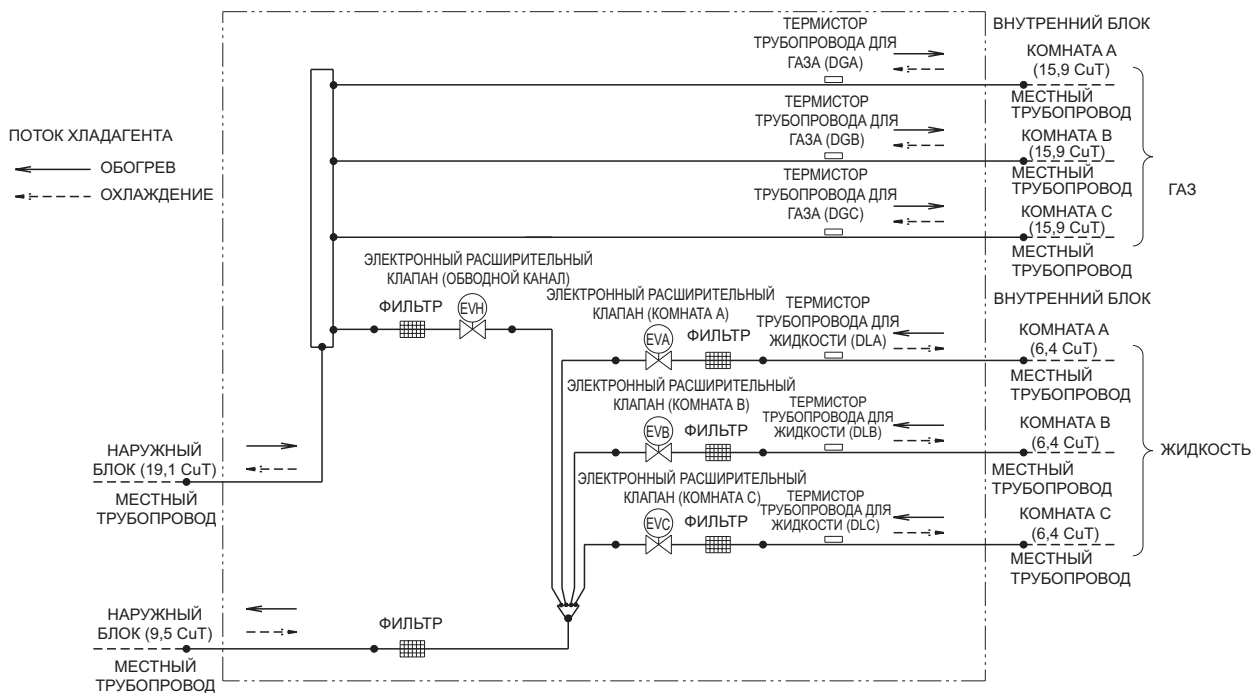 ПОТОК ХЛАДАГЕНТА
ОБОГРЕВ
ОХЛАЖДЕНИЕ
ТЕРМИСТОР
ТРУБОПРОВОДА ДЛЯ
ГАЗА (DGA)
ТЕРМИСТОР
ТРУБОПРОВОДА ДЛЯ
ГАЗА (DGB)
ТЕРМИСТОР
ТРУБОПРОВОДА ДЛЯ
ГАЗА (DGC)
ВНУТРЕННИЙ БЛОК
КОМНАТА A
(15,9 CuT)
МЕСТНЫЙ
ТРУБОПРОВОД
КОМНАТА B
(15,9 CuT)
МЕСТНЫЙ
ТРУБОПРОВОД
КОМНАТА C
(15,9 CuT)
МЕСТНЫЙ
ТРУБОПРОВОД
ГАЗ
ЭЛЕКТРОННЫЙ РАСШИРИТЕЛЬНЫЙ
КЛАПАН (ОБВОДНОЙ КАНАЛ)
ФИЛЬТР
EVH
ЭЛЕКТРОННЫЙ РАСШИРИТЕЛЬНЫЙ
КЛАПАН (КОМНАТА A)
EVA
ФИЛЬТР
ТЕРМИСТОР
ТРУБОПРОВОДА ДЛЯ
ЖИДКОСТИ (DLA)
ЭЛЕКТРОННЫЙ РАСШИРИТЕЛЬНЫЙ
КЛАПАН (КОМНАТА B)
EVB
ФИЛЬТР
ТЕРМИСТОР
ТРУБОПРОВОДА ДЛЯ
ЖИДКОСТИ (DLB)
ЭЛЕКТРОННЫЙ РАСШИРИТЕЛЬНЫЙ
КЛАПАН (КОМНАТА C)
EVC
ФИЛЬТР
ТЕРМИСТОР
ТРУБОПРОВОДА ДЛЯ
ЖИДКОСТИ (DLC)
ВНУТРЕННИЙ БЛОК
КОМНАТА A
(6,4 CuT)
МЕСТНЫЙ
ТРУБОПРОВОД
КОМНАТА B
(6,4 CuT)
МЕСТНЫЙ
ТРУБОПРОВОД
КОМНАТА C
(6,4 CuT)
МЕСТНЫЙ
ТРУБОПРОВОД
ЖИДКОСТЬ
НАРУЖНЫЙ
БЛОК (19,1 CuT)
МЕСТНЫЙ
ТРУБОПРОВОД
НАРУЖНЫЙ
БЛОК (9,5 CuT)
МЕСТНЫЙ
ТРУБОПРОВОД
ФИЛЬТР